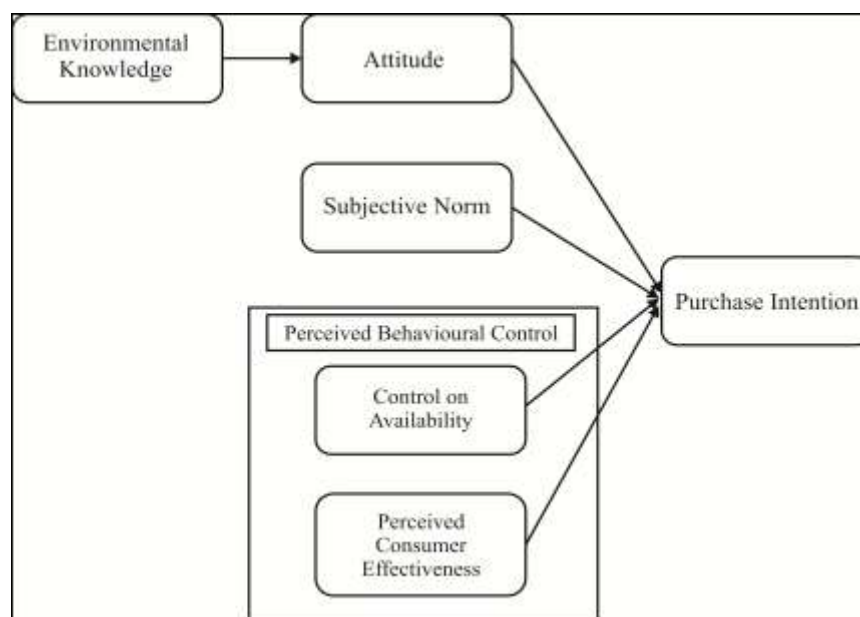 Environmental
Knowledge
Attitude
Subjective Norm
Purchase Intention
Perceived Behavioural Control
Control on
Availability
Perceived
Consumer
Effectiveness